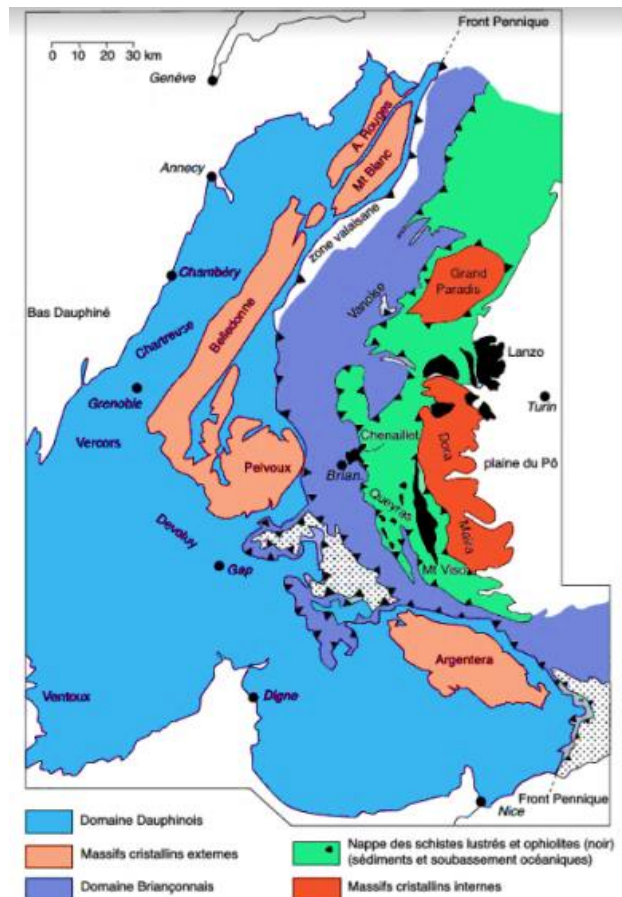 Front Pennique
0 10 20 30 km
Genève
A. Rouges
Mt Blanc
Annecy
zone valaisane
Chambéry
Grand
Paradis
Vanoise
Bas Dauphiné
Belledonne
Chartreuse
Lanzo
Grenoble
Turin
Vercors
Chenaillet
Dora
plaine du Pô
Pelvoux
Brian.
Queyras
Devoluy
Maira
Gap
Mt Viso
Argentera
Ventoux
Digne
Nice
Front Pennique
Domaine Dauphinois
Massifs cristallins externes
Domaine Briançonnais
Nappe des schistes lustrés et ophiolites (noir)
(sédiments et soubassement océaniques)
Massifs cristallins internes